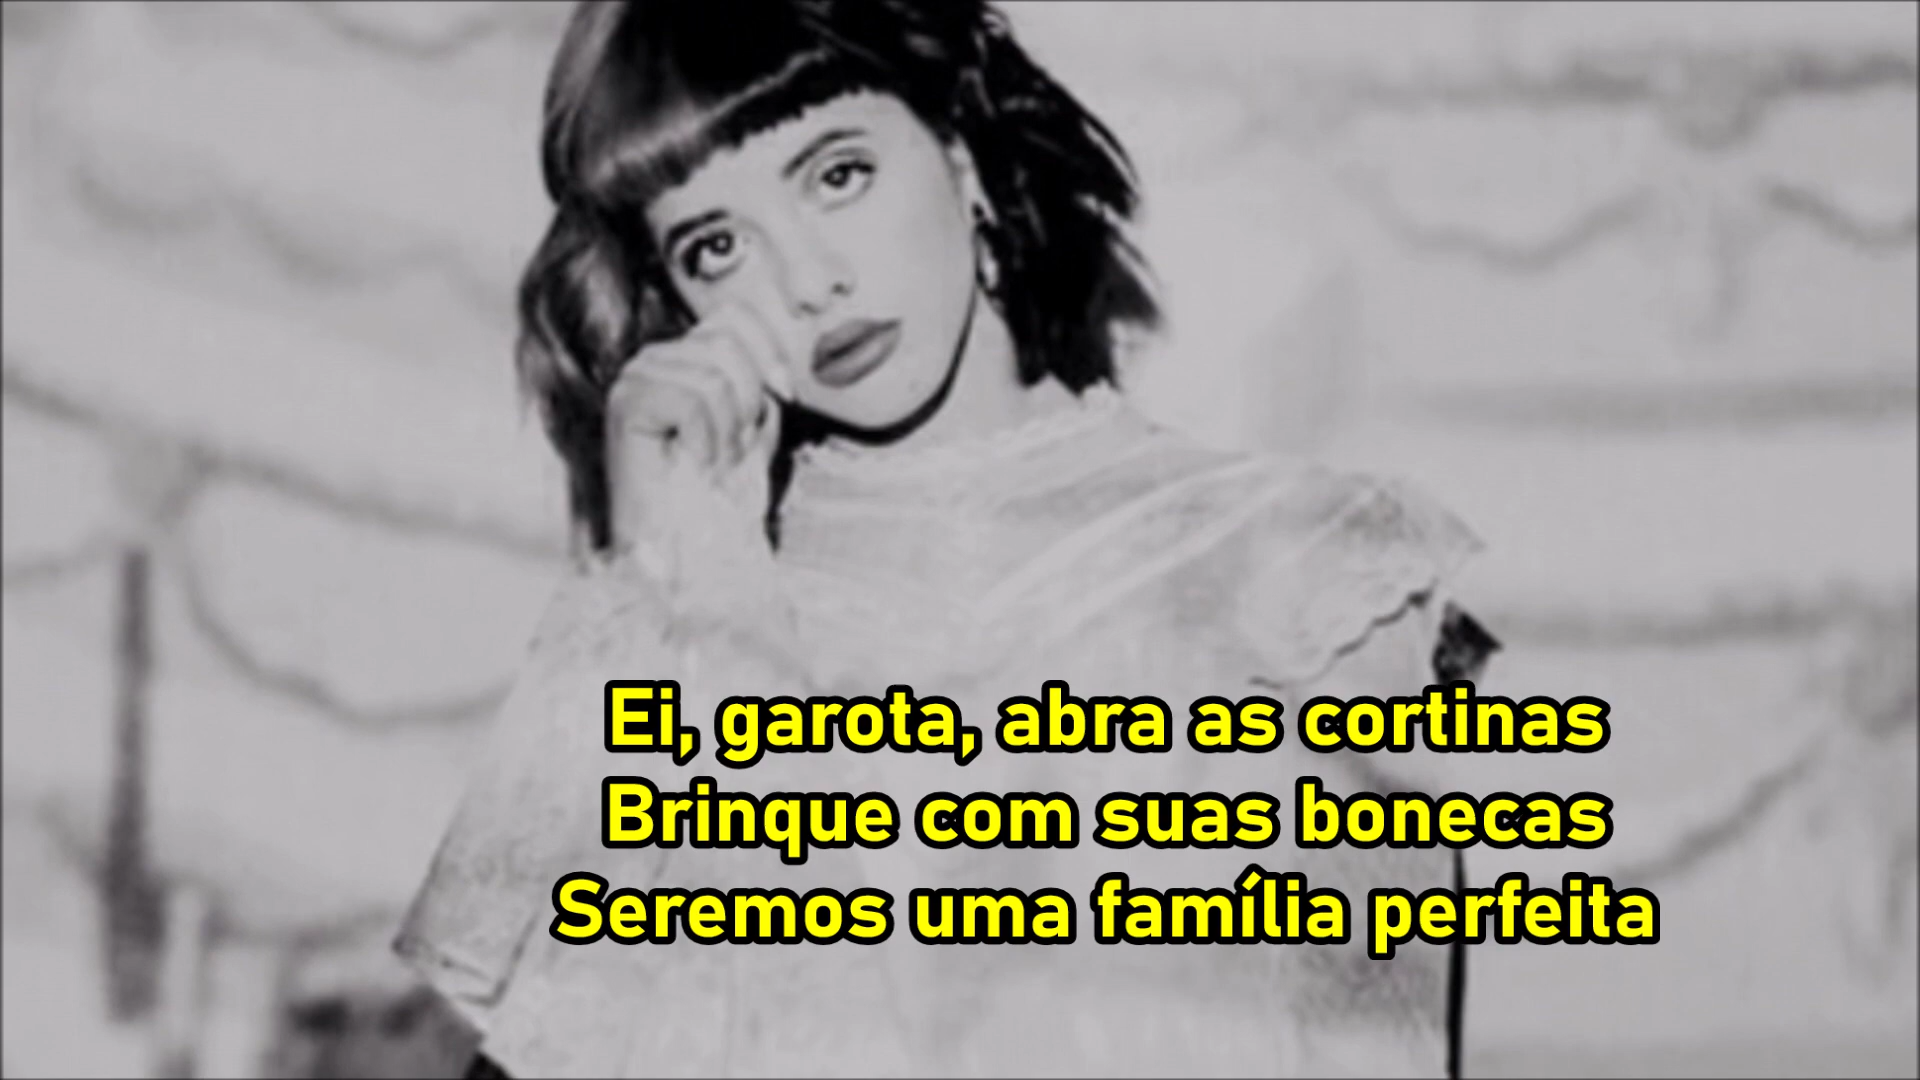 Ei, garota, abra as cortinas
Brinque com suas bonecas
Seremos uma família perfeita